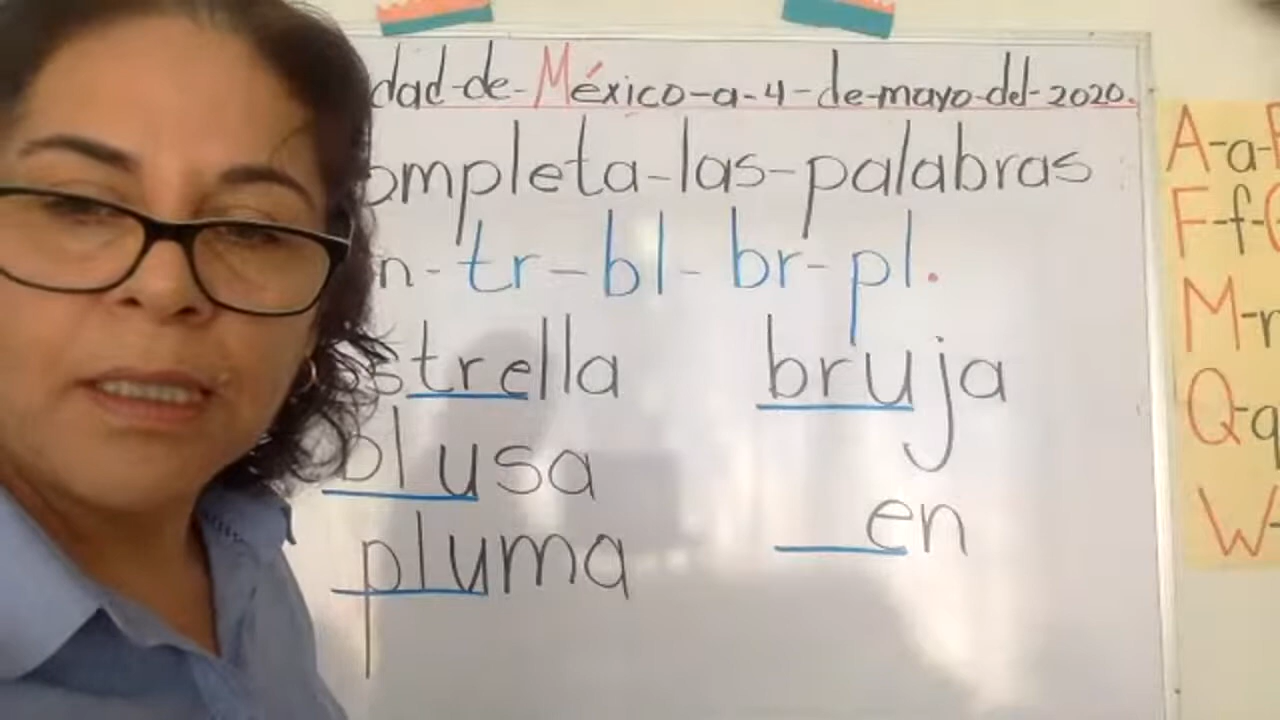 dad-de-México-a-4-de-mayo-del-2020.
ompleta-las-palabras
n-tr-bl-br-pl.
strella bruja
blusa
__en
pluma
A-a-
F-f-
M-
Q-q
W-